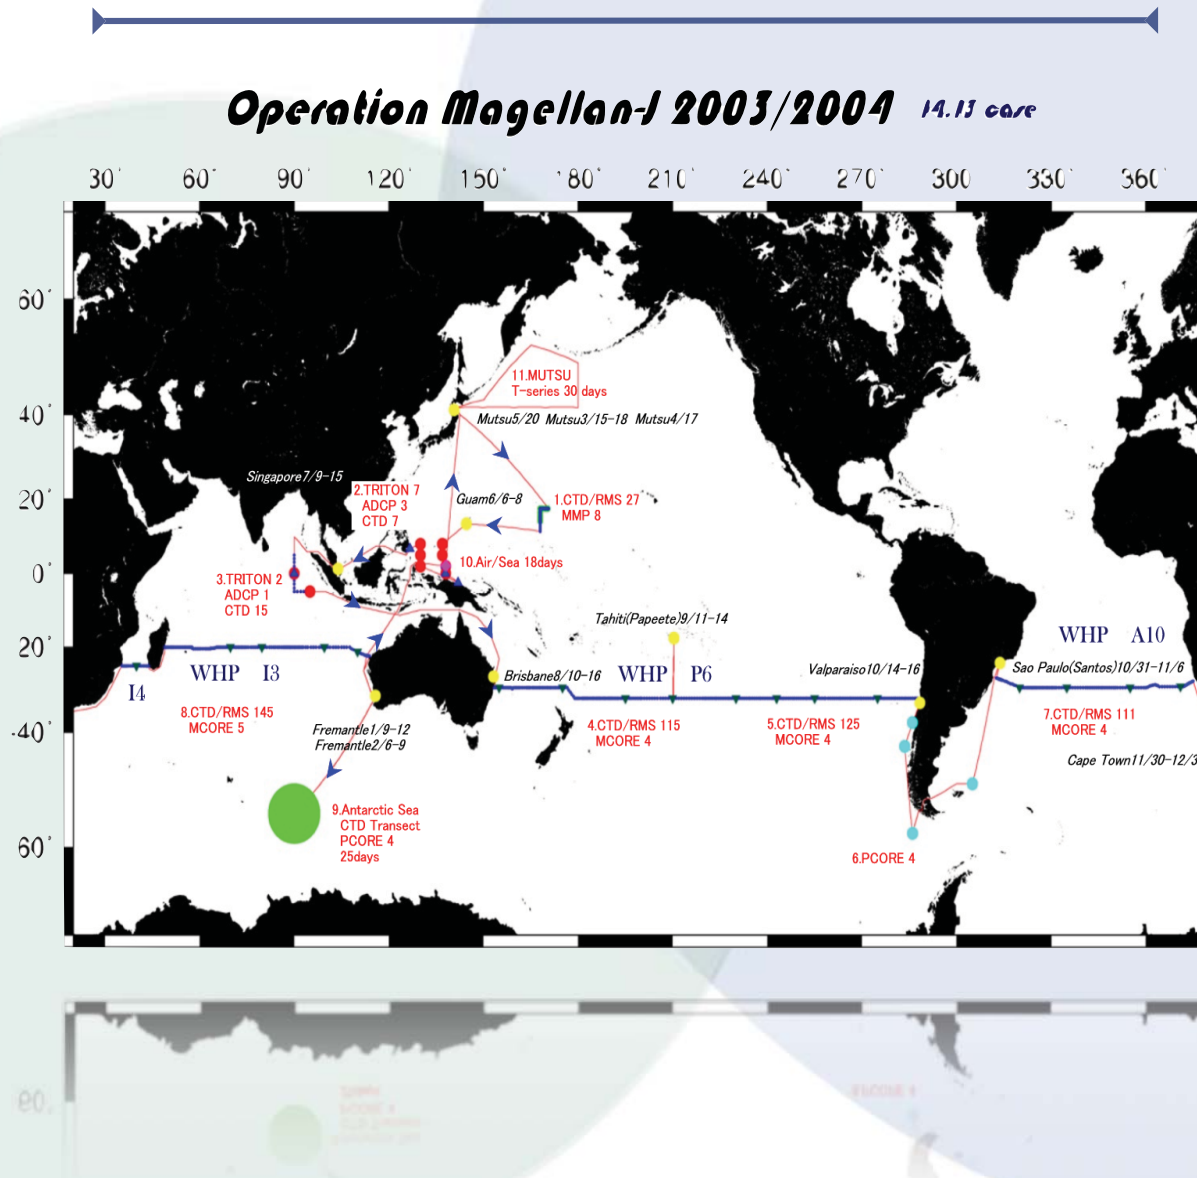 Operation Magellan-J 2003/2004 14.13 case
30° 60° 90° 120° 150° 180° 210° 240° 270° 300° 330° 360°
60°
40°
20°
0°
20°
-40°
60°
11.MUTSU
T-series 30 days
Mutsu5/20 Mutsu3/15-18 Mutsu4/17
Singapore7/9-15
2.TRITON 7
ADCP 3
CTD 7
Guam6/6-8
1.CTD/RMS 27
MMP 8
10.Air/Sea 18days
3.TRITON 2
ADCP 1
CTD 15
Tahiti(Papeete)9/11-14
WHP A10
WHP I3
I4
Brisbane8/10-16
WHP P6
Valparaiso10/14-16
Sao Paulo(Santos)10/31-11/6
8.CTD/RMS 145
MCORE 5
Fremantle1/9-12
Fremantle2/6-9
4.CTD/RMS 115
MCORE 4
5.CTD/RMS 125
MCORE 4
7.CTD/RMS 111
MCORE 4
Cape Town11/30-12/3
9.Antarctic Sea
CTD Transect
PCORE 4
25days
6.PCORE 4